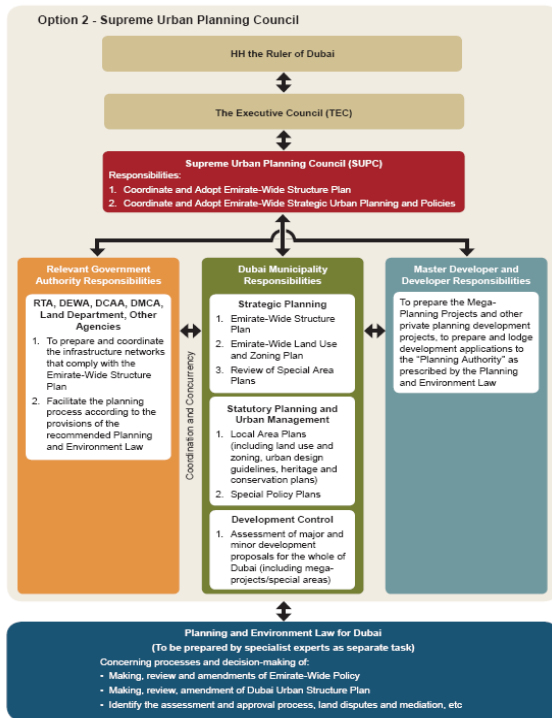 Option 2 - Supreme Urban Planning Council
HH the Ruler of Dubai
The Executive Council (TEC)
Supreme Urban Planning Council (SUPC)
Responsibilities:
1. Coordinate and Adopt Emirate-Wide Structure Plan
2. Coordinate and Adopt Emirate-Wide Strategic Urban Planning and Policies
Relevant Government
Authority Responsibilities
RTA, DEWA, DCAA, DMCA,
Land Department, Other
Agencies
1. To prepare and coordinate
the infrastructure networks
that comply with the
Emirate-Wide Structure
Plan
2. Facilitate the planning
process according to the
provisions of the
recommended Planning
and Environment Law
Coordination and Concurrency
Dubai Municipality
Responsibilities
Strategic Planning
1. Emirate-Wide Structure
Plan
2. Emirate-Wide Land Use
and Zoning Plan
3. Review of Special Area
Plans
Statutory Planning and
Urban Management
1. Local Area Plans
(including land use and
zoning, urban design
guidelines, heritage and
conservation plans)
2. Special Policy Plans
Development Control
1. Assessment of major and
minor development
proposals for the whole of
Dubai (including mega-
projects/special areas)
Master Developer and
Developer Responsibilities
To prepare the Mega-
Planning Projects and other
private planning development
projects, to prepare and lodge
development applications to
the "Planning Authority" as
prescribed by the Planning
and Environment Law
Planning and Environment Law for Dubai
(To be prepared by specialist experts as separate task)
Concerning processes and decision-making of:
• Making, review and amendments of Emirate-Wide Policy
• Making, review, amendment of Dubai Urban Structure Plan
• Identify the assessment and approval process, land disputes and mediation, etc